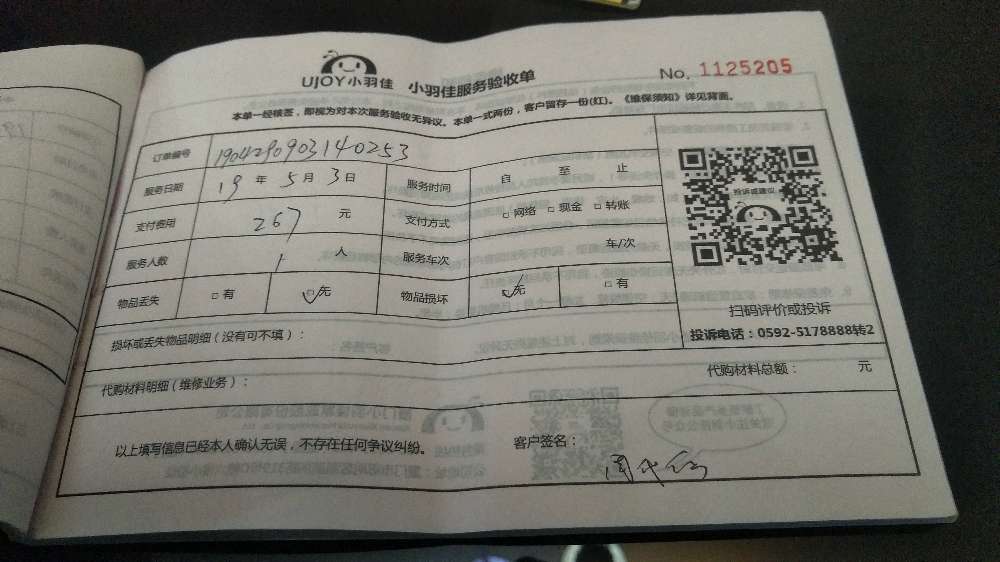 UJOY小羽佳 小羽佳服务验收单 No. 1125205
本单一经核签，即视为对本次服务验收无异议。本单一式两份，客户留存一份(红)。《维保须知》详见背面。
订单编号 1904290903140253
服务日期 19 年 5 月 3 日 服务时间 自 至 止
支付费用 267 元 支付方式 □ 网络 □ 现金 □ 转账
服务人数 1 人 服务车次 车/次
物品丢失 □ 有 ☑ 无 物品损坏 ☑ 无 □ 有
投诉或建议
扫码评价或投诉
投诉电话：0592-5178888转2
损坏或丢失物品明细（没有可不填）：
代购材料明细（维修业务）： 代购材料总额： 元
以上填写信息已经本人确认无误，不存在任何争议纠纷。 客户签名：